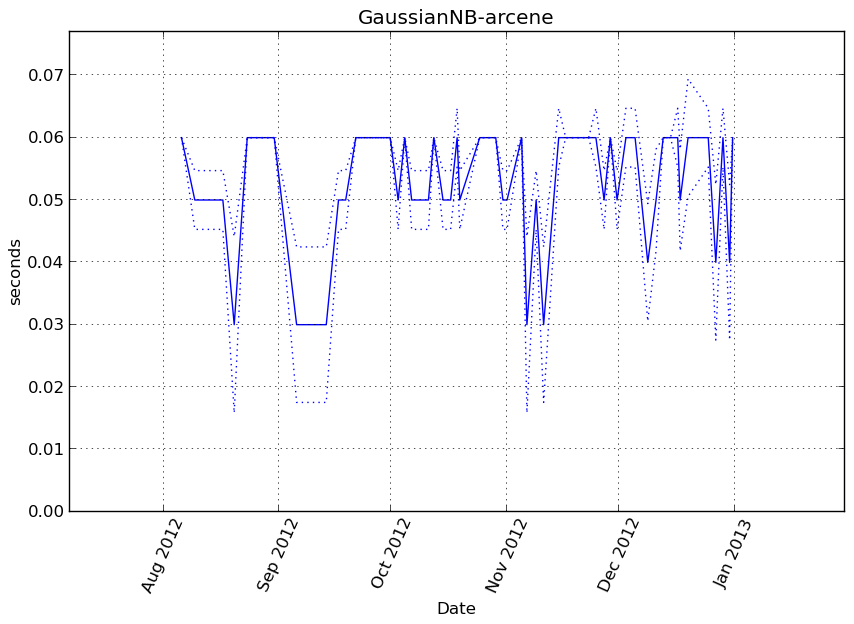 GaussianNB-arcene
0.07
0.06
0.05
0.04
0.03
0.02
0.01
0.00
seconds
Aug 2012
Sep 2012
Oct 2012
Nov 2012
Dec 2012
Jan 2013
Date